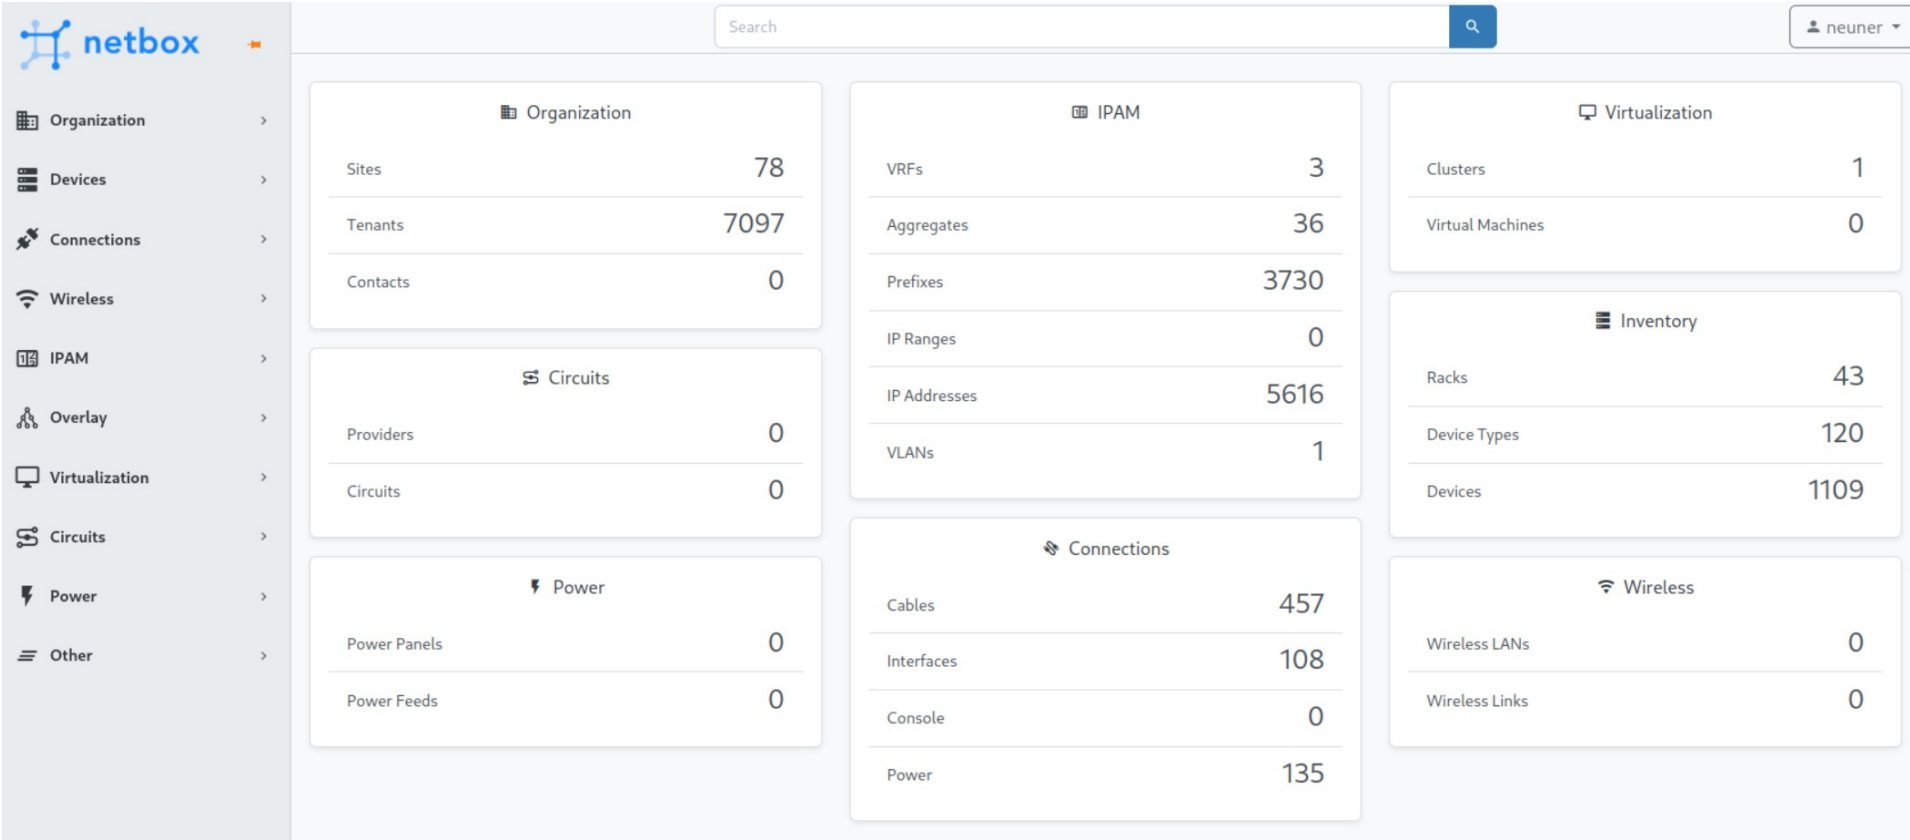 netbox
Search
neuner
Organization
Devices
Connections
Wireless
IPAM
Overlay
Virtualization
Circuits
Power
Other
Organization
Sites 78
Tenants 7097
Contacts 0
Circuits
Providers 0
Circuits 0
Power
Power Panels 0
Power Feeds 0
IPAM
VRFs 3
Aggregates 36
Prefixes 3730
IP Ranges 0
IP Addresses 5616
VLANs 1
Connections
Cables 457
Interfaces 108
Console 0
Power 135
Virtualization
Clusters 1
Virtual Machines 0
Inventory
Racks 43
Device Types 120
Devices 1109
Wireless
Wireless LANs 0
Wireless Links 0